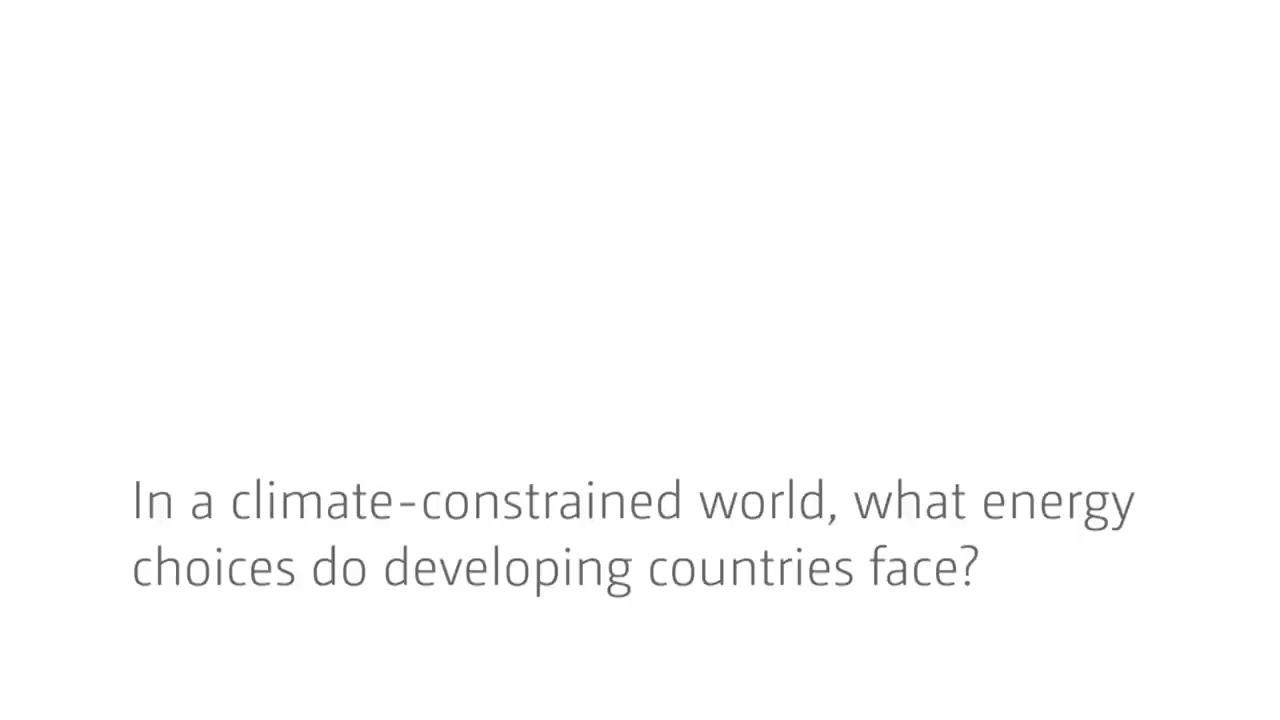 In a climate-constrained world, what energy
choices do developing countries face?